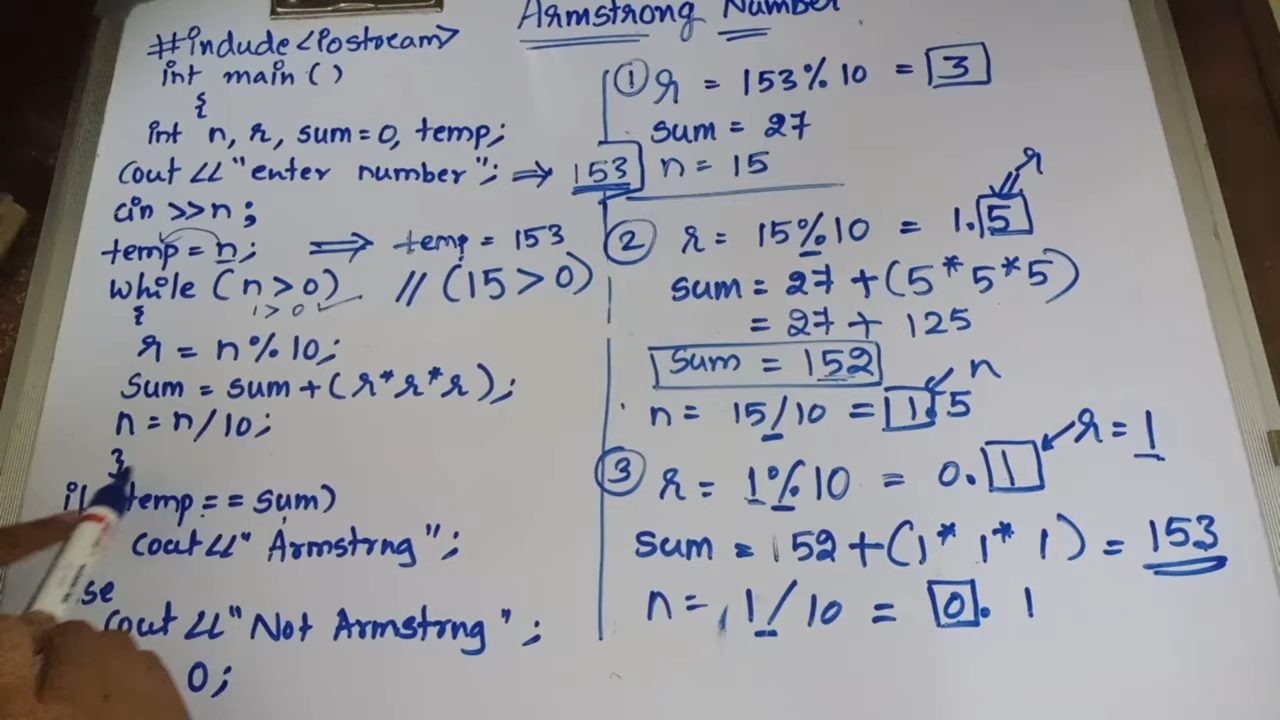 Armstrong Number
#include<iostream>
int main()
{
int n, r, sum=0, temp;
cout<<"enter number"; ⇒ 153
cin>>n;
temp = n; ⇒ temp = 153
while (n>0) // (15>0)
1>0
{
r = n%10;
sum = sum+(r*r*r);
n = n/10;
}
temp == sum)
cout<<" Armstrng";
se
cout<<"Not Armstrng";
0;
① r = 153%10 = 3
sum = 27
n = 15
r
② r = 15%10 = 1.5
sum = 27+(5*5*5)
= 27+ 125
sum = 152
n
n = 15/10 = 1.5
r = 1
③ r = 1%10 = 0.1
sum = 152+(1*1*1) = 153
n = 1/10 = 0.1